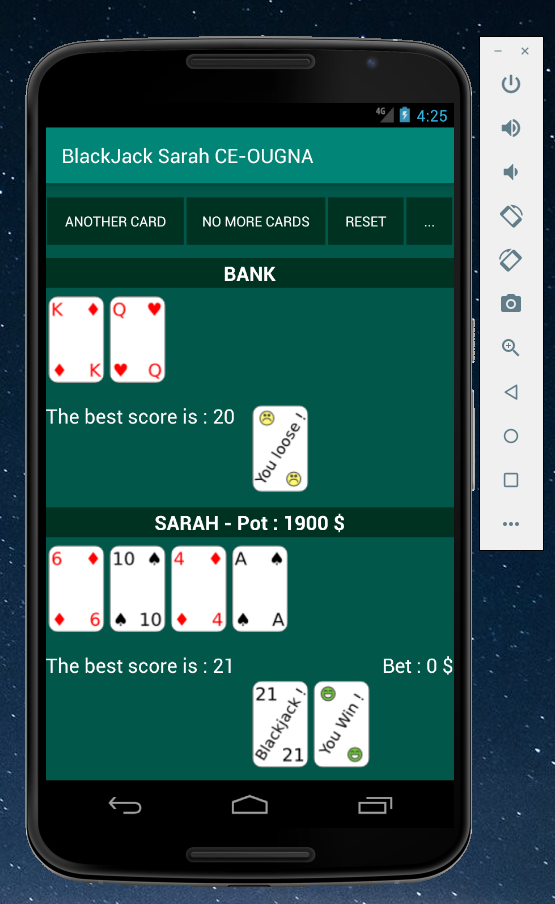 4G 4:25
BlackJack Sarah CE-OUGNA
ANOTHER CARD NO MORE CARDS RESET ...
BANK
K Q
K Q
The best score is : 20
You loose !
SARAH - Pot : 1900 $
6 10 4 A
6 10 4 A
The best score is : 21 Bet : 0 $
21
Blackjack !
21
You Win !